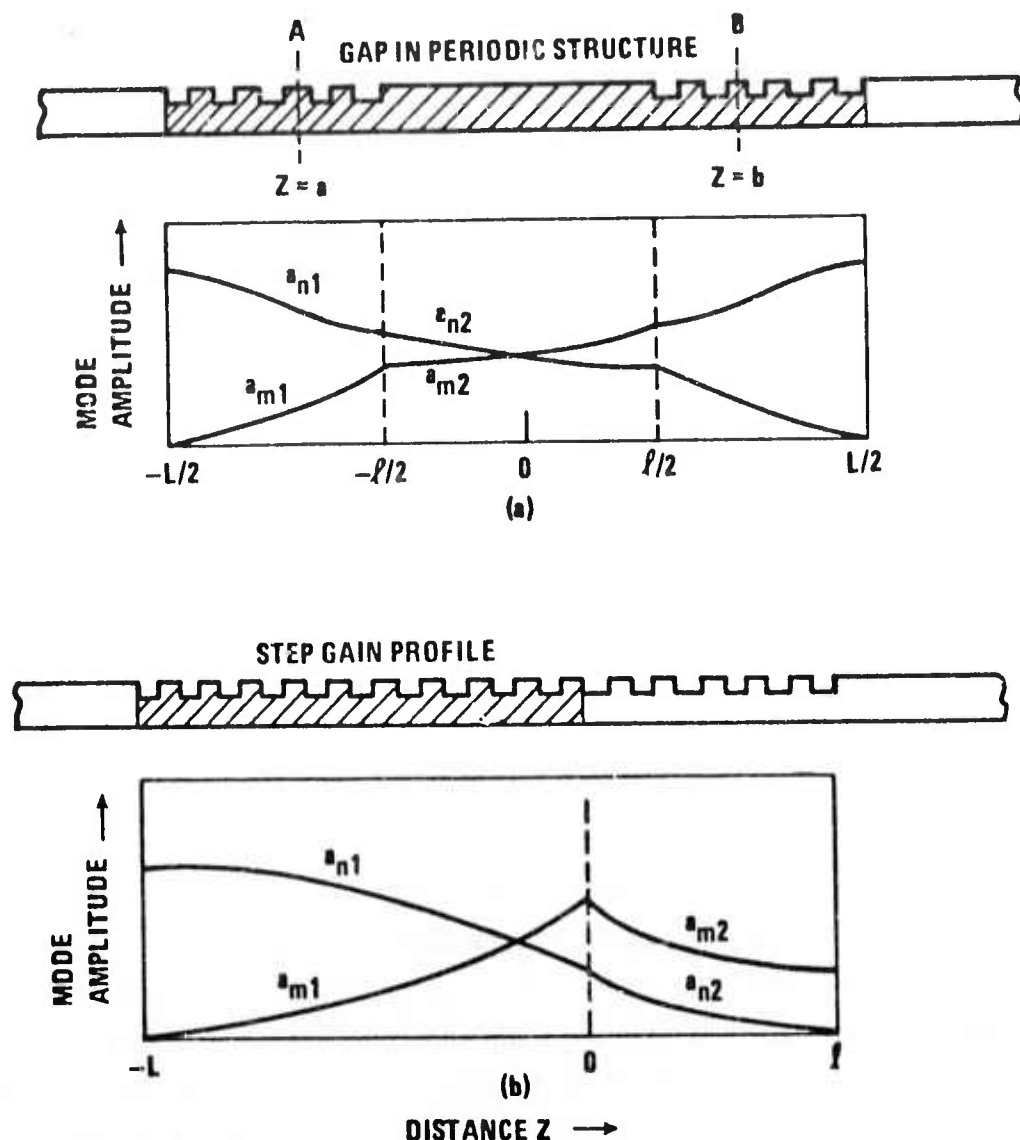 A
B
GAP IN PERIODIC STRUCTURE
Z = a
Z = b
MODE
AMPLITUDE →
a_n1
a_n2
a_m1
a_m2
-L/2
-ℓ/2
0
ℓ/2
L/2
(a)
STEP GAIN PROFILE
MODE
AMPLITUDE →
a_n1
a_m1
a_m2
a_n2
-L
0
ℓ
(b)
DISTANCE Z →